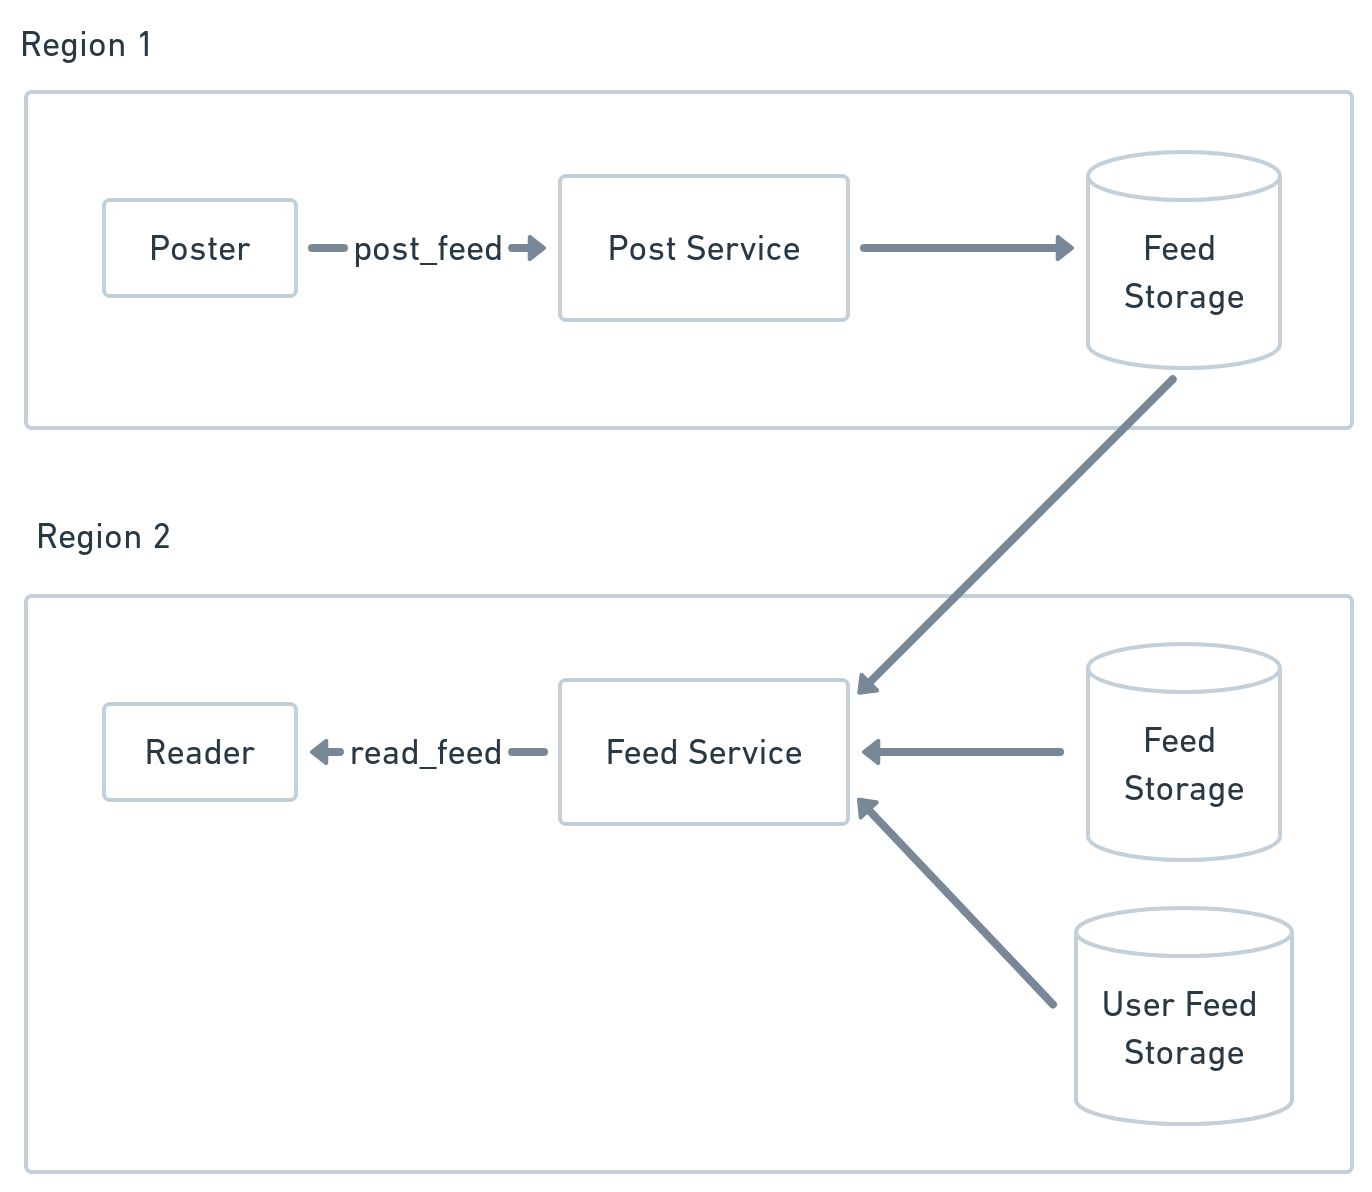 Region 1
Poster
post_feed
Post Service
Feed
Storage
Region 2
Reader
read_feed
Feed Service
Feed
Storage
User Feed
Storage